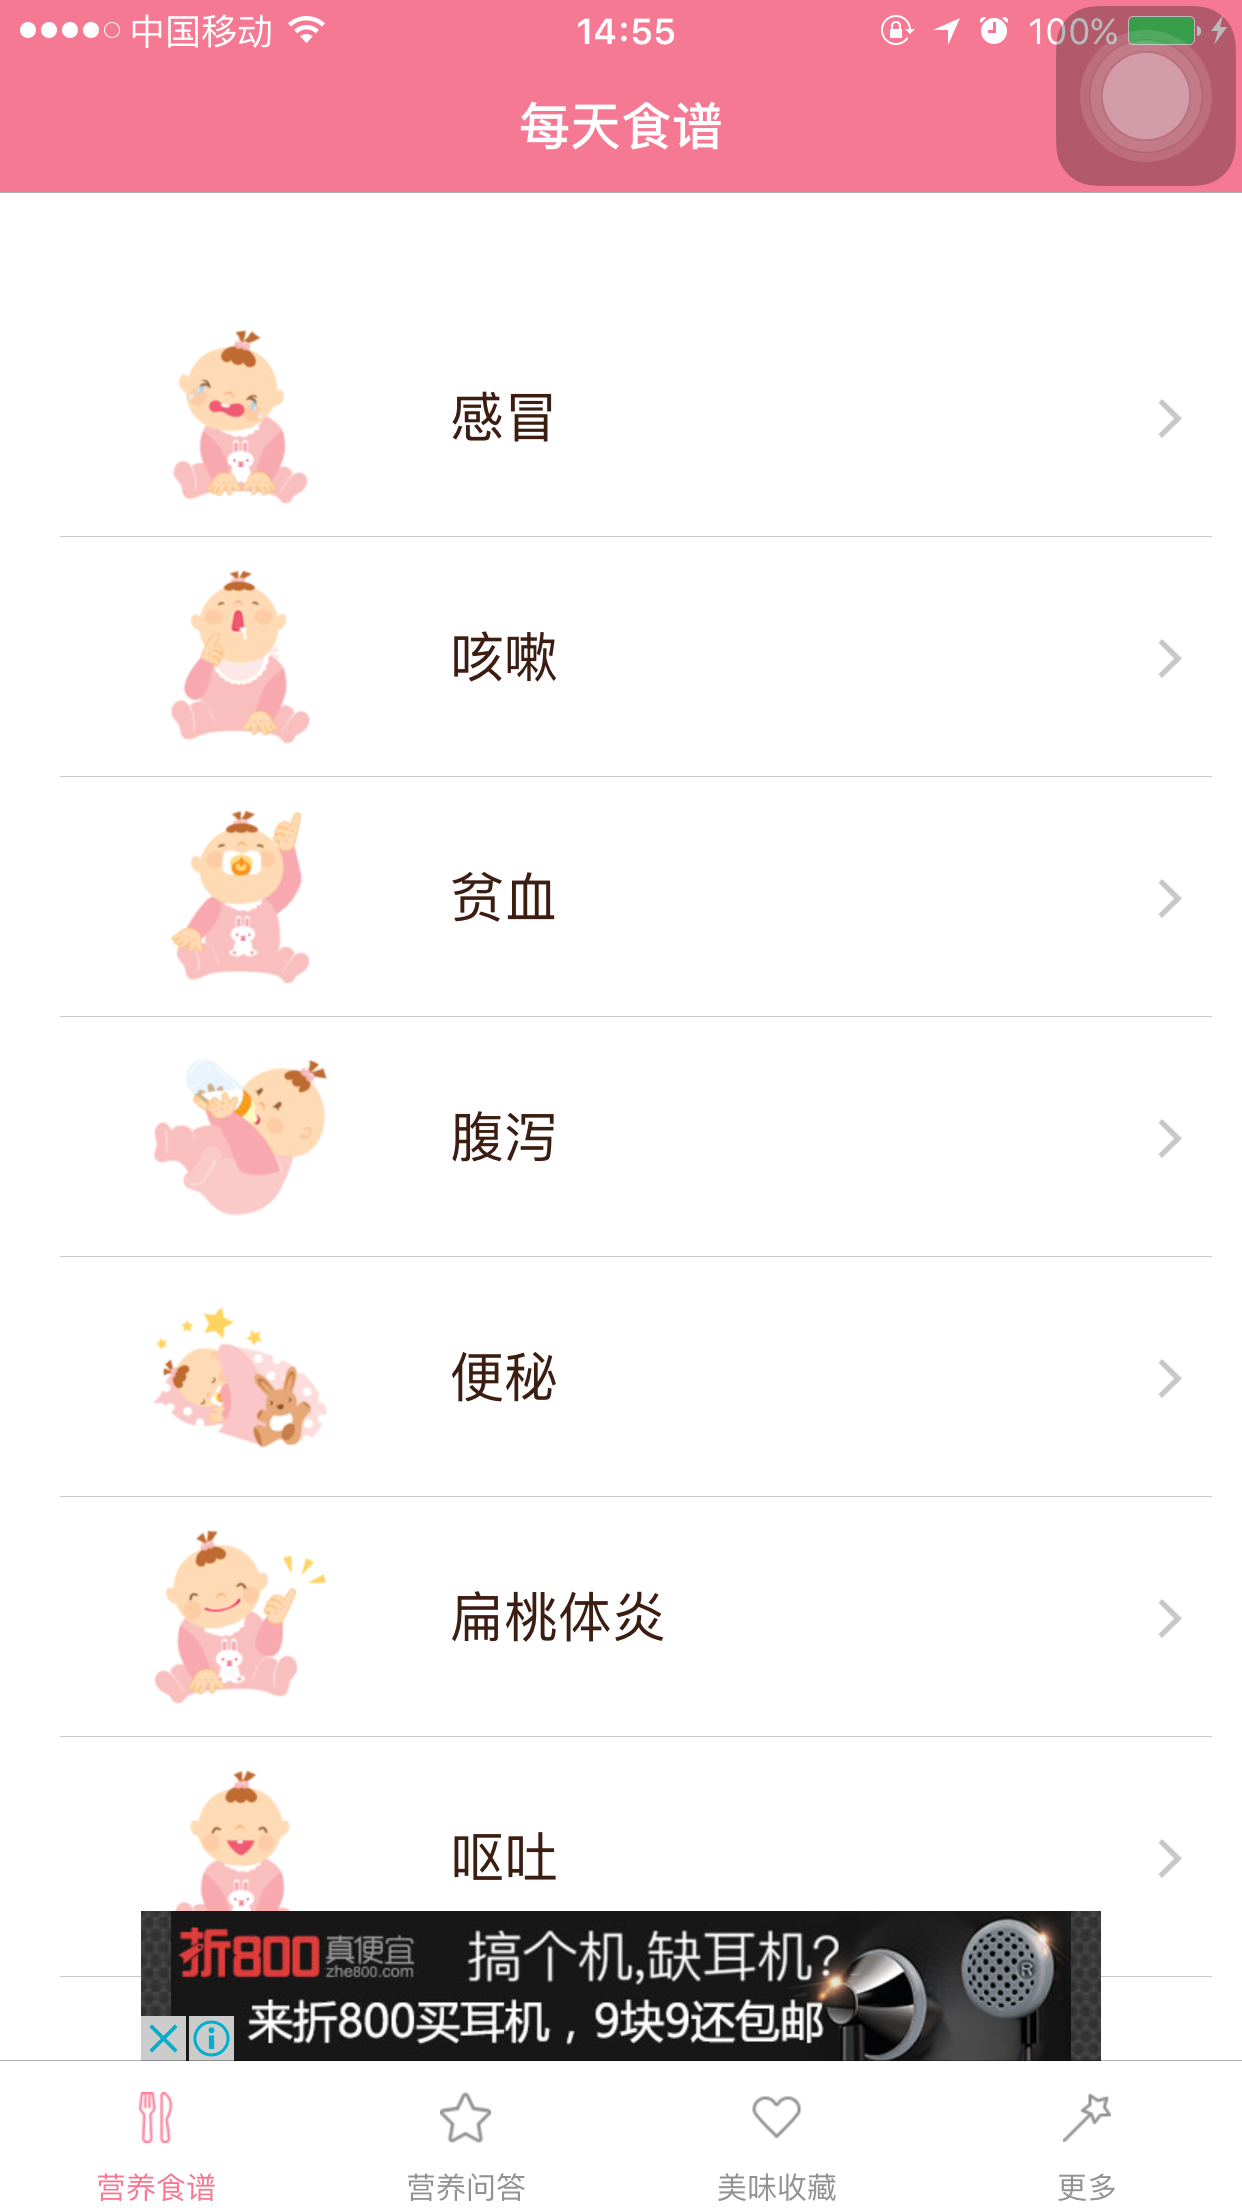 中国移动 14:55 100%
每天食谱
感冒
咳嗽
贫血
腹泻
便秘
扁桃体炎
呕吐
折800 真便宜 zhe800.com
搞个机,缺耳机?
来折800买耳机，9块9还包邮
营养食谱 营养问答 美味收藏 更多